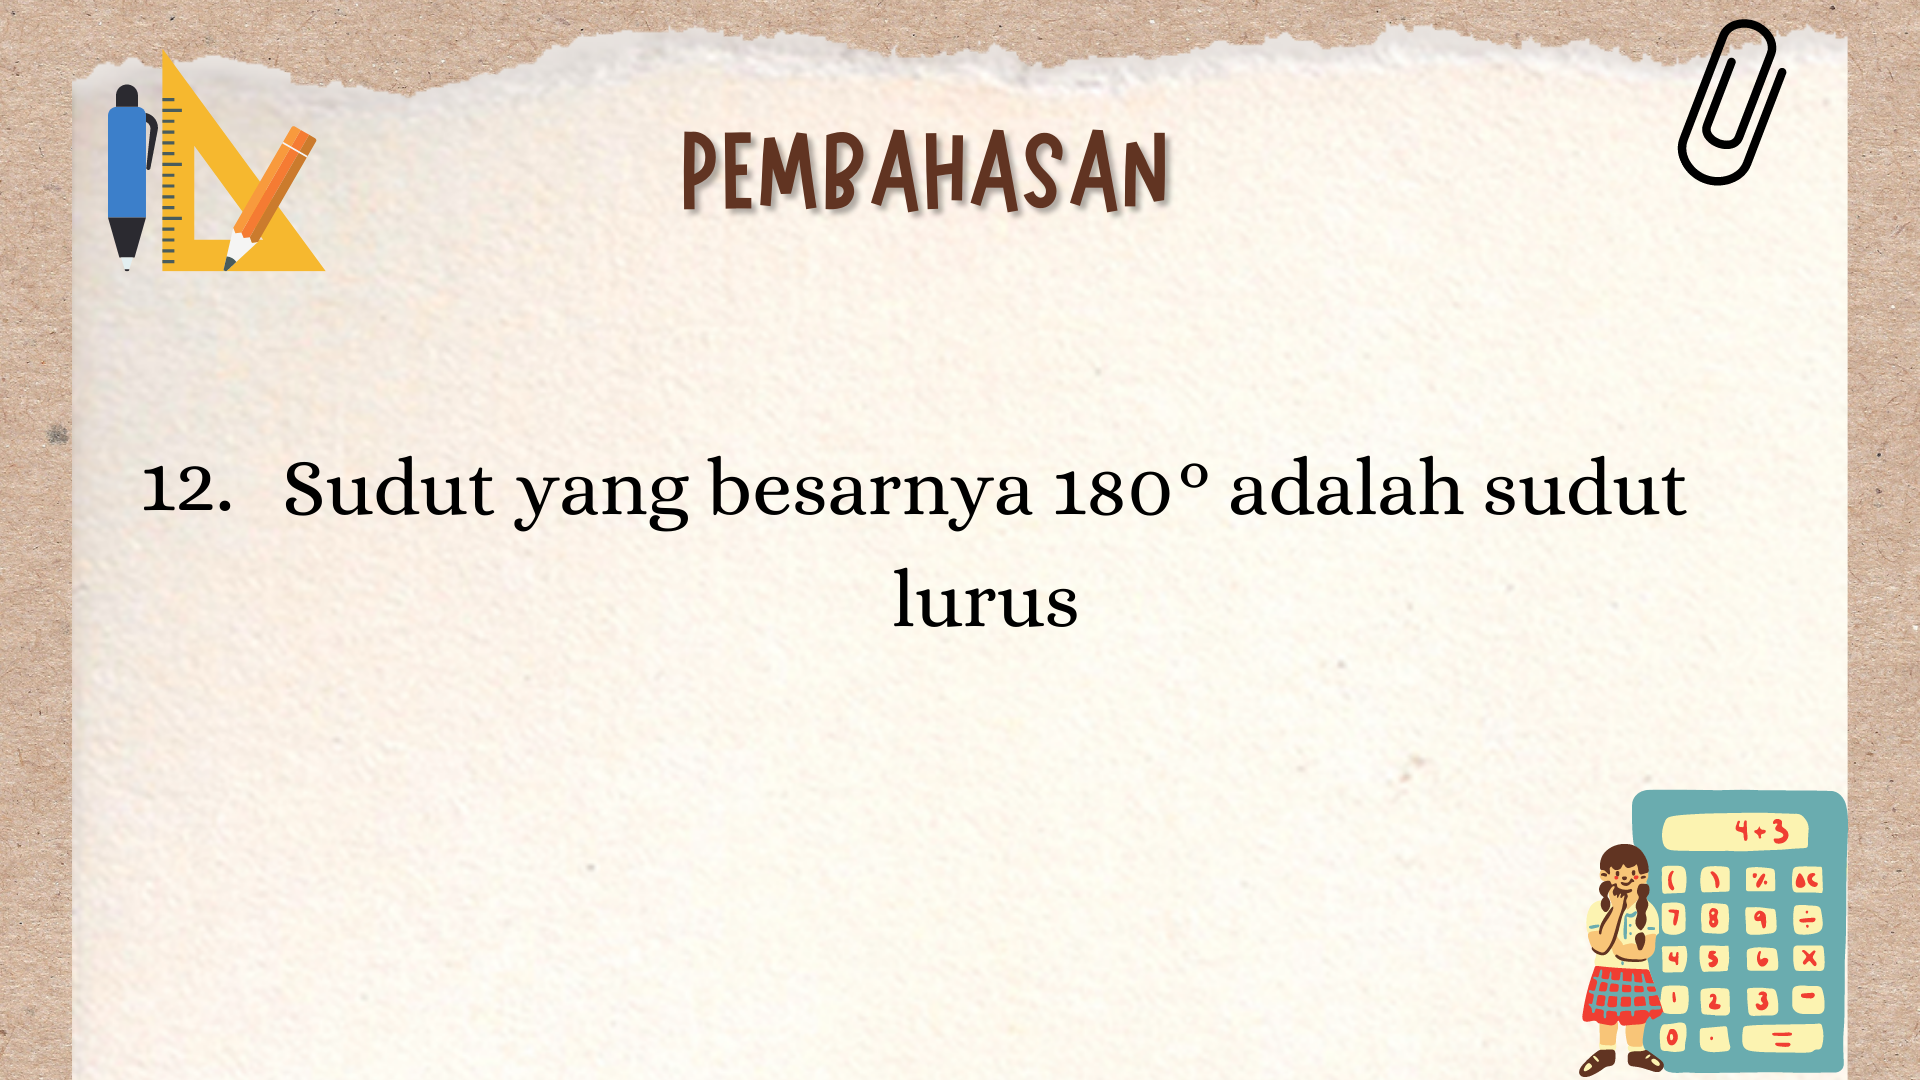 PEMBAHASAN
12. Sudut yang besarnya 180° adalah sudut
lurus
4+3
( ) % AC
7 8 9 ÷
4 5 6 X
1 2 3 -
0 . =